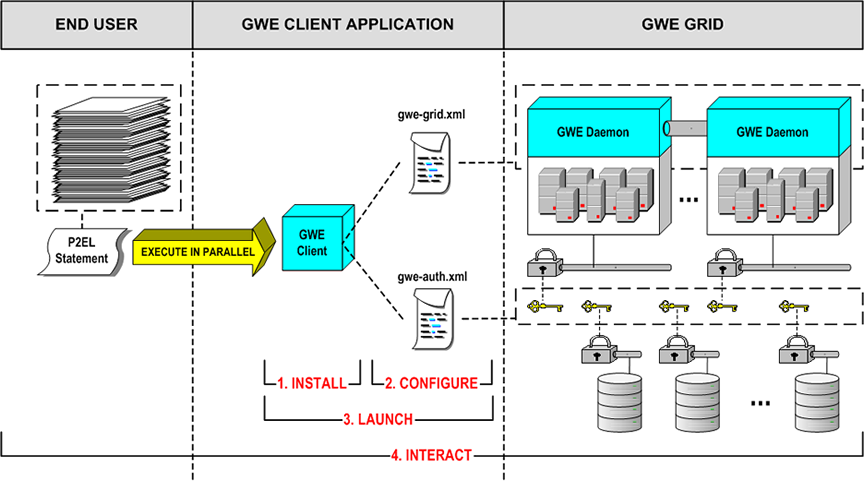 END USER
GWE CLIENT APPLICATION
GWE GRID
gwe-grid.xml
GWE Daemon
GWE Daemon
...
P2EL
Statement
EXECUTE IN PARALLEL
GWE
Client
gwe-auth.xml
...
1. INSTALL
2. CONFIGURE
3. LAUNCH
4. INTERACT